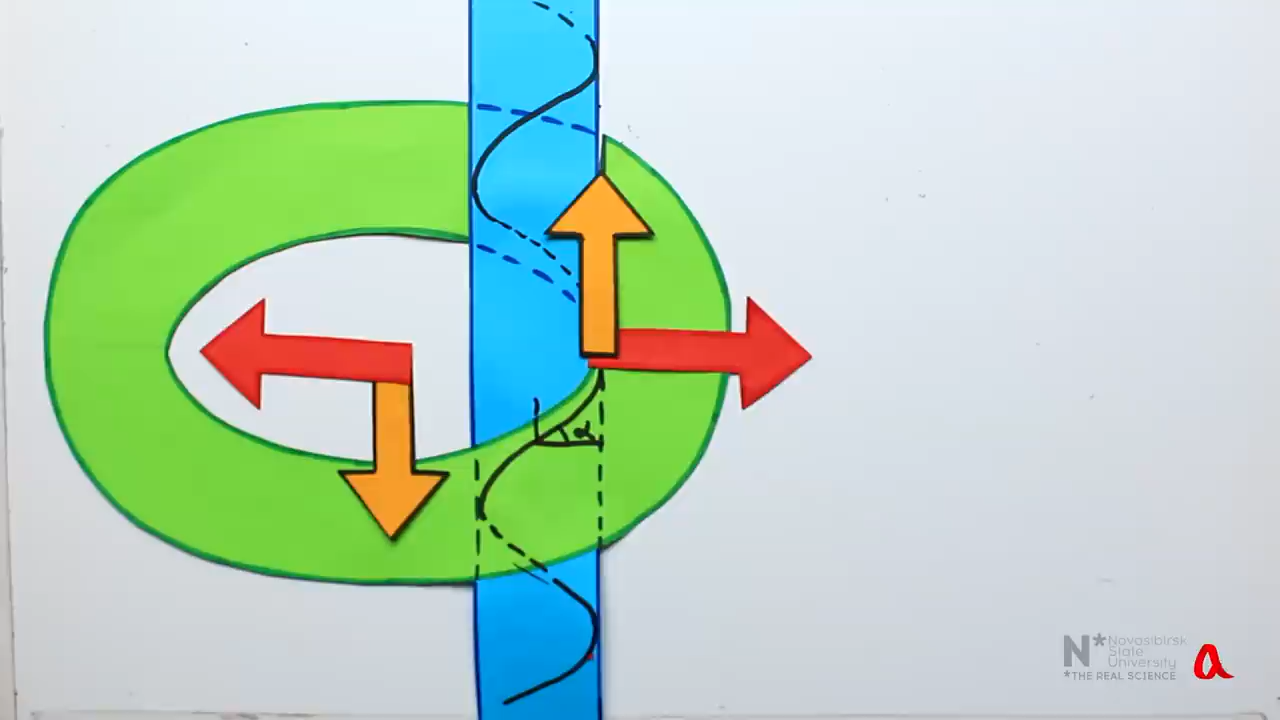 α
N* Novosibirsk
State
University
*THE REAL SCIENCE
a